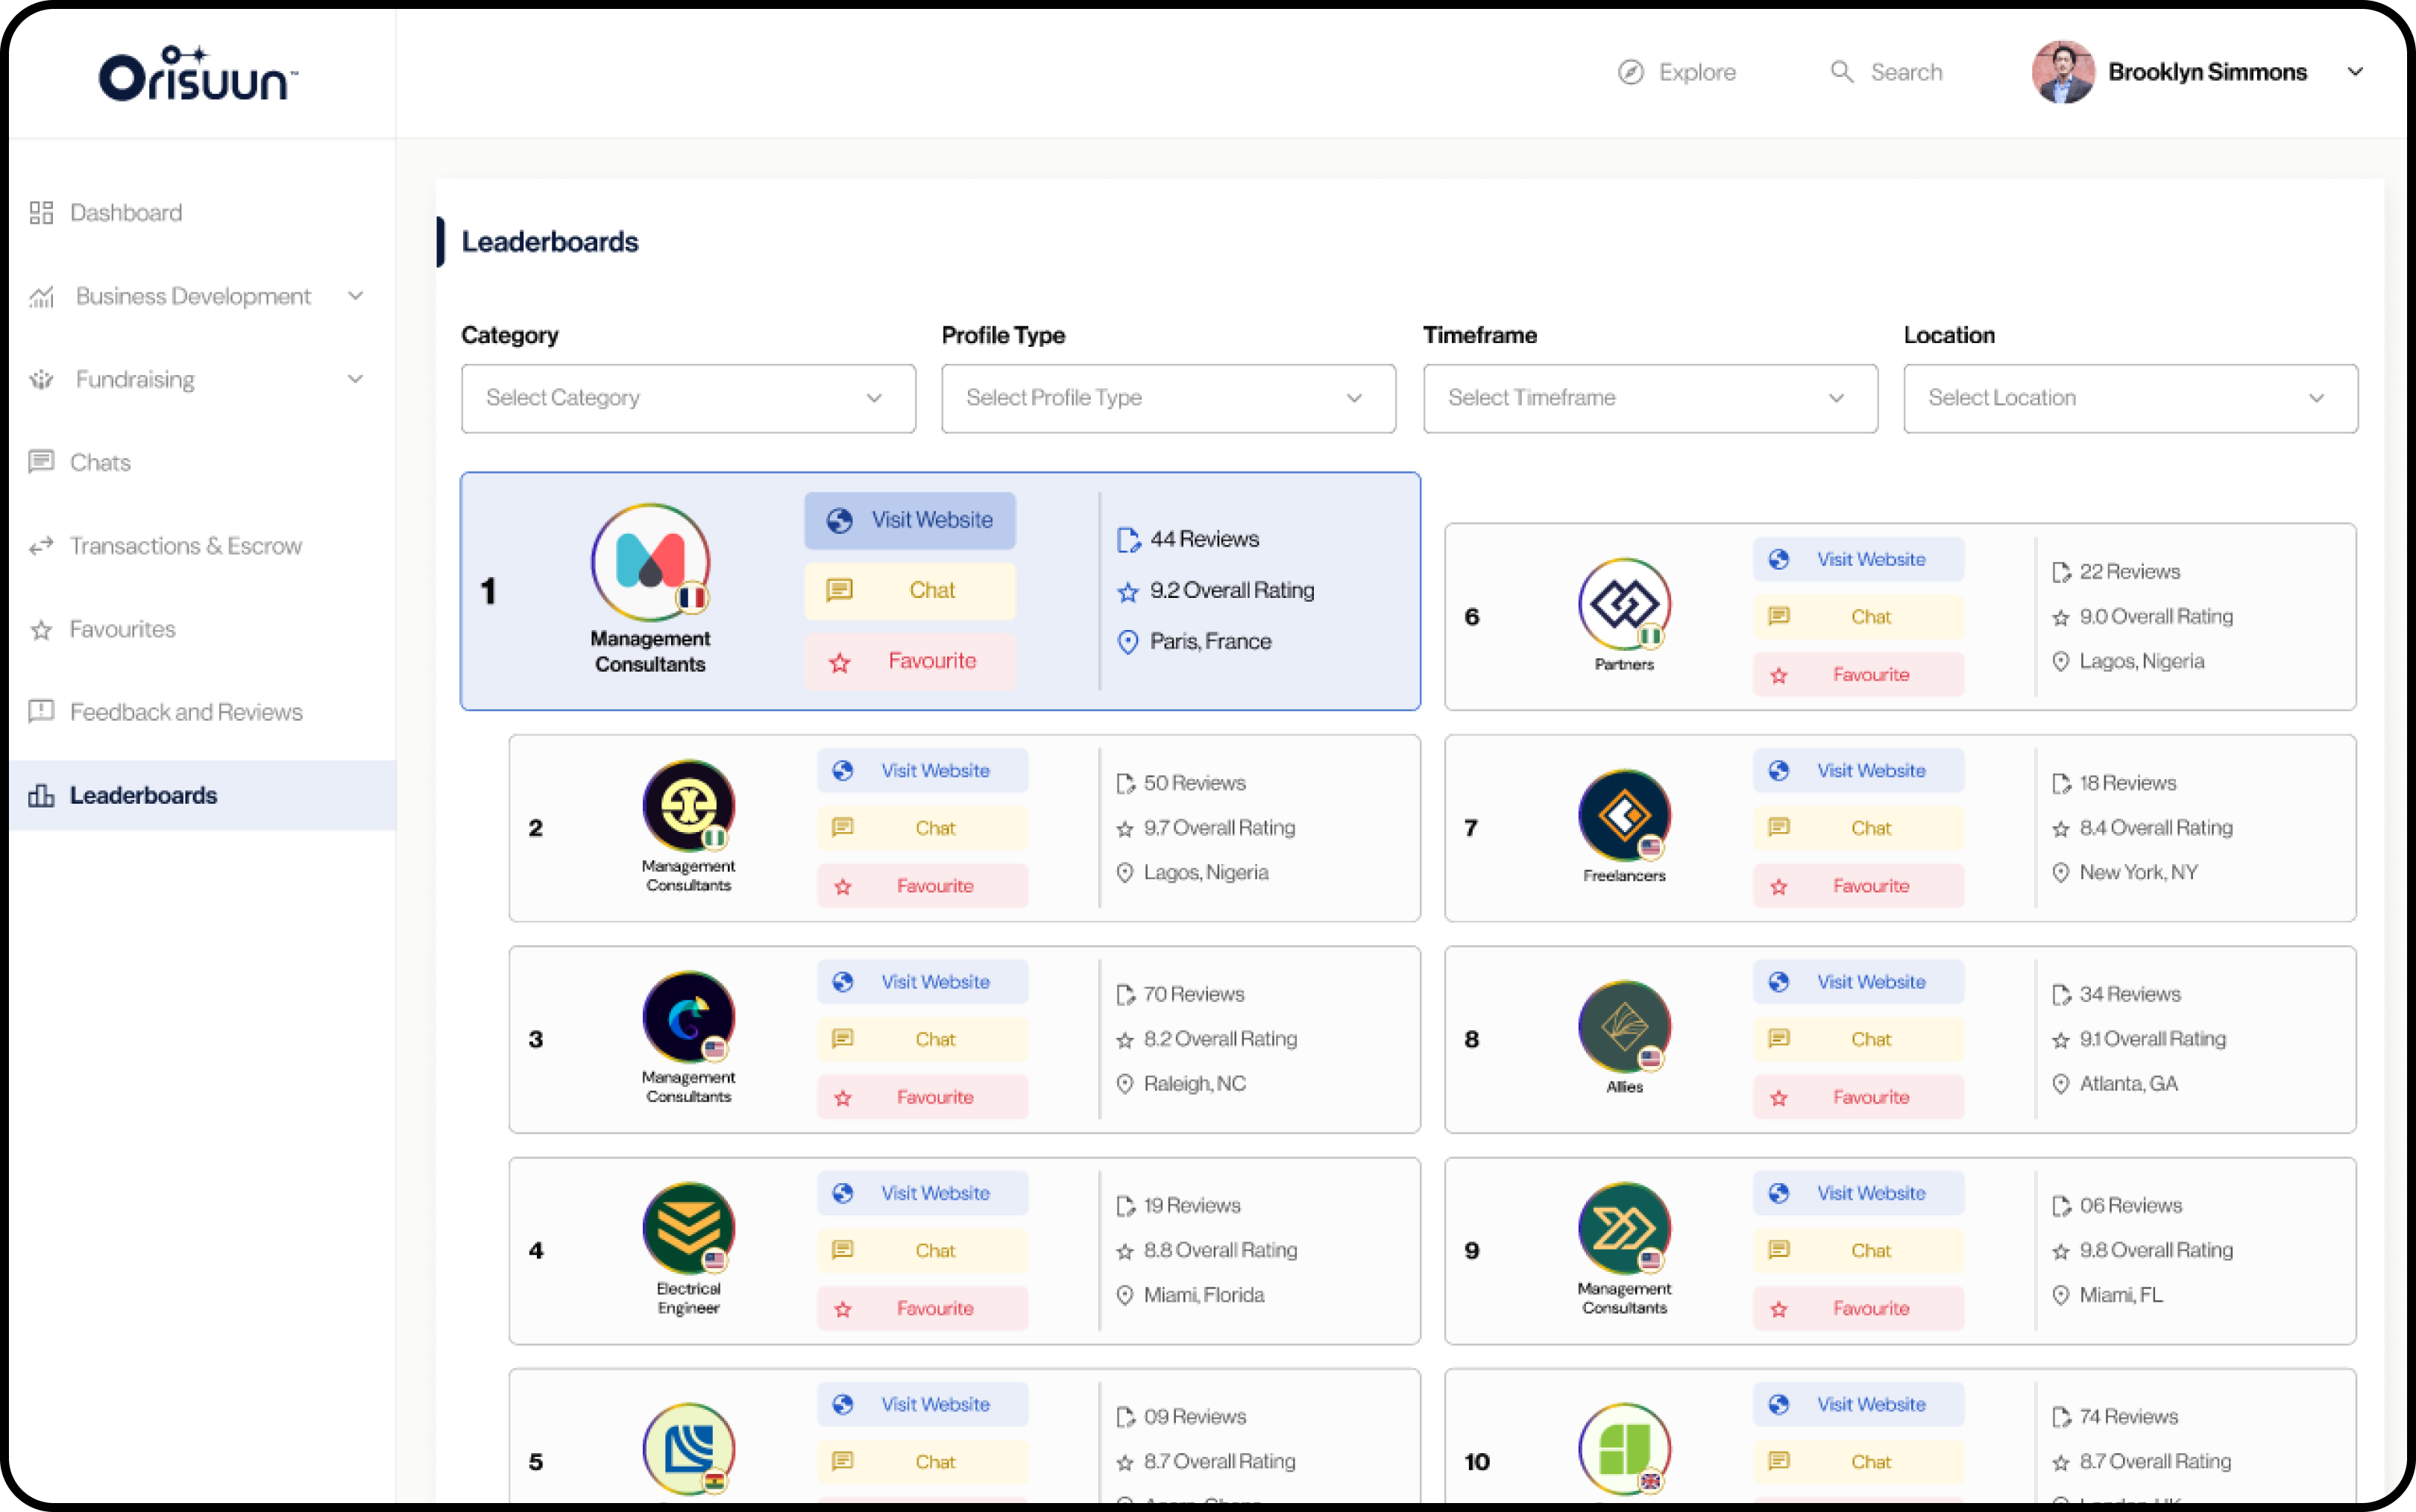 Orisuun™
Explore
Search
Brooklyn Simmons
Dashboard
Business Development
Fundraising
Chats
Transactions & Escrow
Favourites
Feedback and Reviews
Leaderboards
Leaderboards
Category
Profile Type
Timeframe
Location
Select Category
Select Profile Type
Select Timeframe
Select Location
1
Management
Consultants
Visit Website
Chat
Favourite
44 Reviews
9.2 Overall Rating
Paris, France
2
Management
Consultants
Visit Website
Chat
Favourite
50 Reviews
9.7 Overall Rating
Lagos, Nigeria
3
Management
Consultants
Visit Website
Chat
Favourite
70 Reviews
8.2 Overall Rating
Raleigh, NC
4
Electrical
Engineer
Visit Website
Chat
Favourite
19 Reviews
8.8 Overall Rating
Miami, Florida
5
Visit Website
Chat
09 Reviews
8.7 Overall Rating
6
Partners
Visit Website
Chat
Favourite
22 Reviews
9.0 Overall Rating
Lagos, Nigeria
7
Freelancers
Visit Website
Chat
Favourite
18 Reviews
8.4 Overall Rating
New York, NY
8
Allies
Visit Website
Chat
Favourite
34 Reviews
9.1 Overall Rating
Atlanta, GA
9
Management
Consultants
Visit Website
Chat
Favourite
06 Reviews
9.8 Overall Rating
Miami, FL
10
Visit Website
Chat
74 Reviews
8.7 Overall Rating